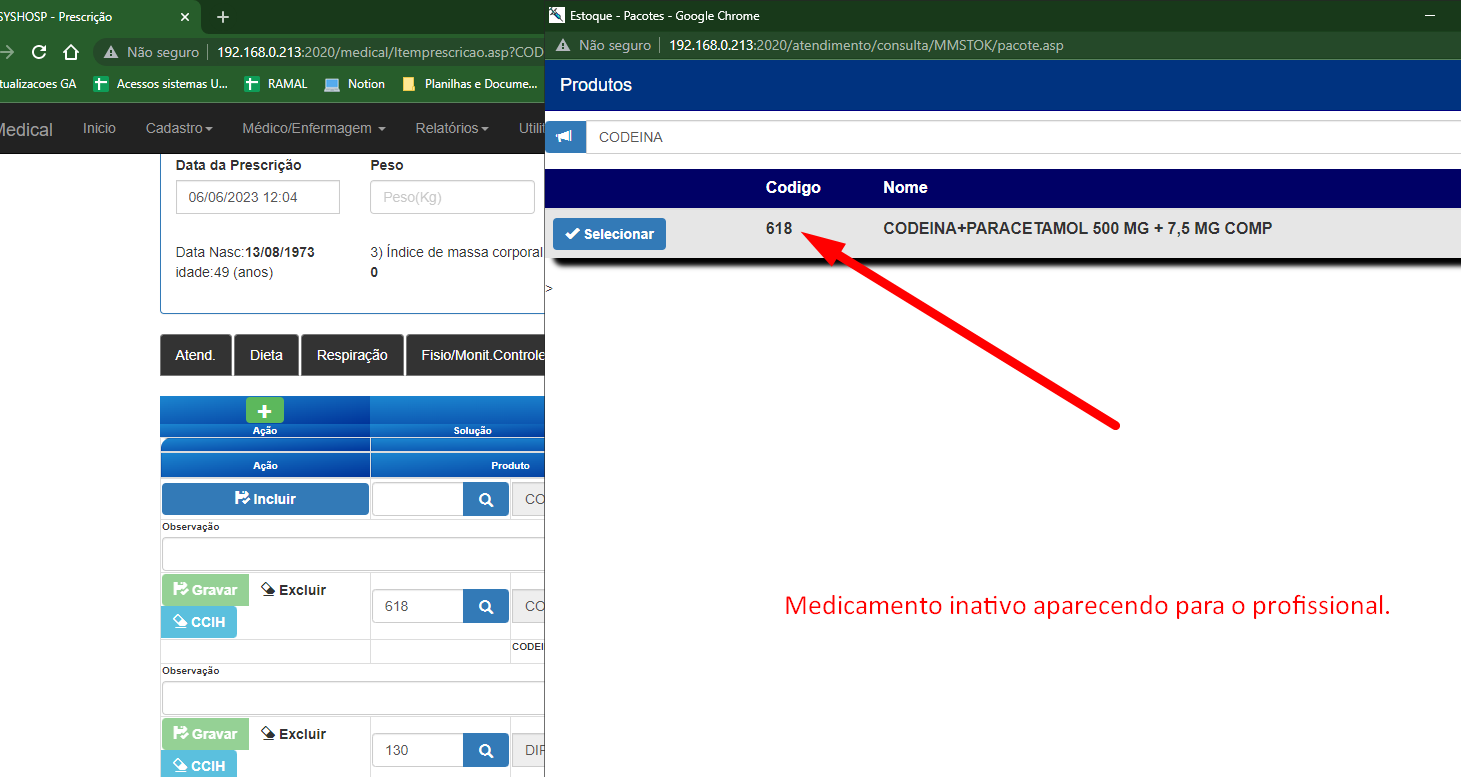 SYSHOSP - Prescrição
Não seguro
192.168.0.213:2020/medical/Itemprescricao.asp?COD
tualizacoes GA
Acessos sistemas U...
RAMAL
Notion
Planilhas e Docume...
Medical
Inicio
Cadastro
Médico/Enfermagem
Relatórios
Utili
Data da Prescrição
Peso
06/06/2023 12:04
Peso(Kg)
Data Nasc:13/08/1973
idade:49 (anos)
3) Índice de massa corporal
0
Atend.
Dieta
Respiração
Fisio/Monit.Controle
Ação
Solução
Ação
Produto
Incluir
CO
Observação
Gravar
Excluir
618
CO
CCIH
CODEI
Observação
Gravar
Excluir
130
DIF
CCIH
Estoque - Pacotes - Google Chrome
Não seguro
192.168.0.213:2020/atendimento/consulta/MMSTOK/pacote.asp
Produtos
CODEINA
Codigo
Nome
Selecionar
618
CODEINA+PARACETAMOL 500 MG + 7,5 MG COMP
>
Medicamento inativo aparecendo para o profissional.